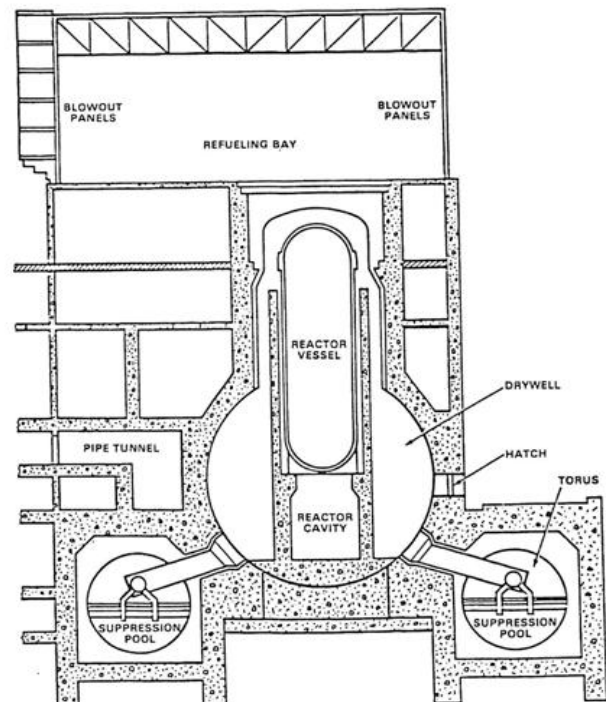 BLOWOUT
PANELS
BLOWOUT
PANELS
REFUELING BAY
REACTOR
VESSEL
DRYWELL
PIPE TUNNEL
HATCH
TORUS
REACTOR
CAVITY
SUPPRESSION
POOL
SUPPRESSION
POOL